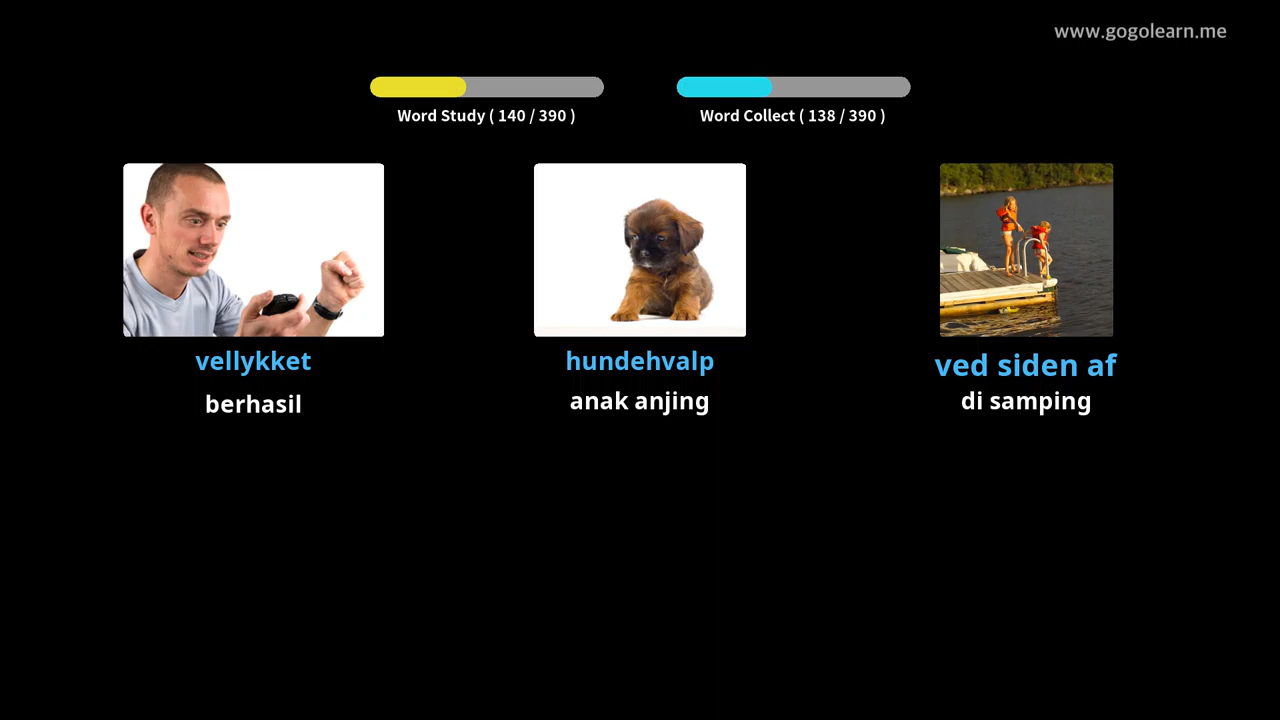 www.gogolearn.me
Word Study ( 140 / 390 )
Word Collect ( 138 / 390 )
vellykket
hundehvalp
ved siden af
berhasil
anak anjing
di samping